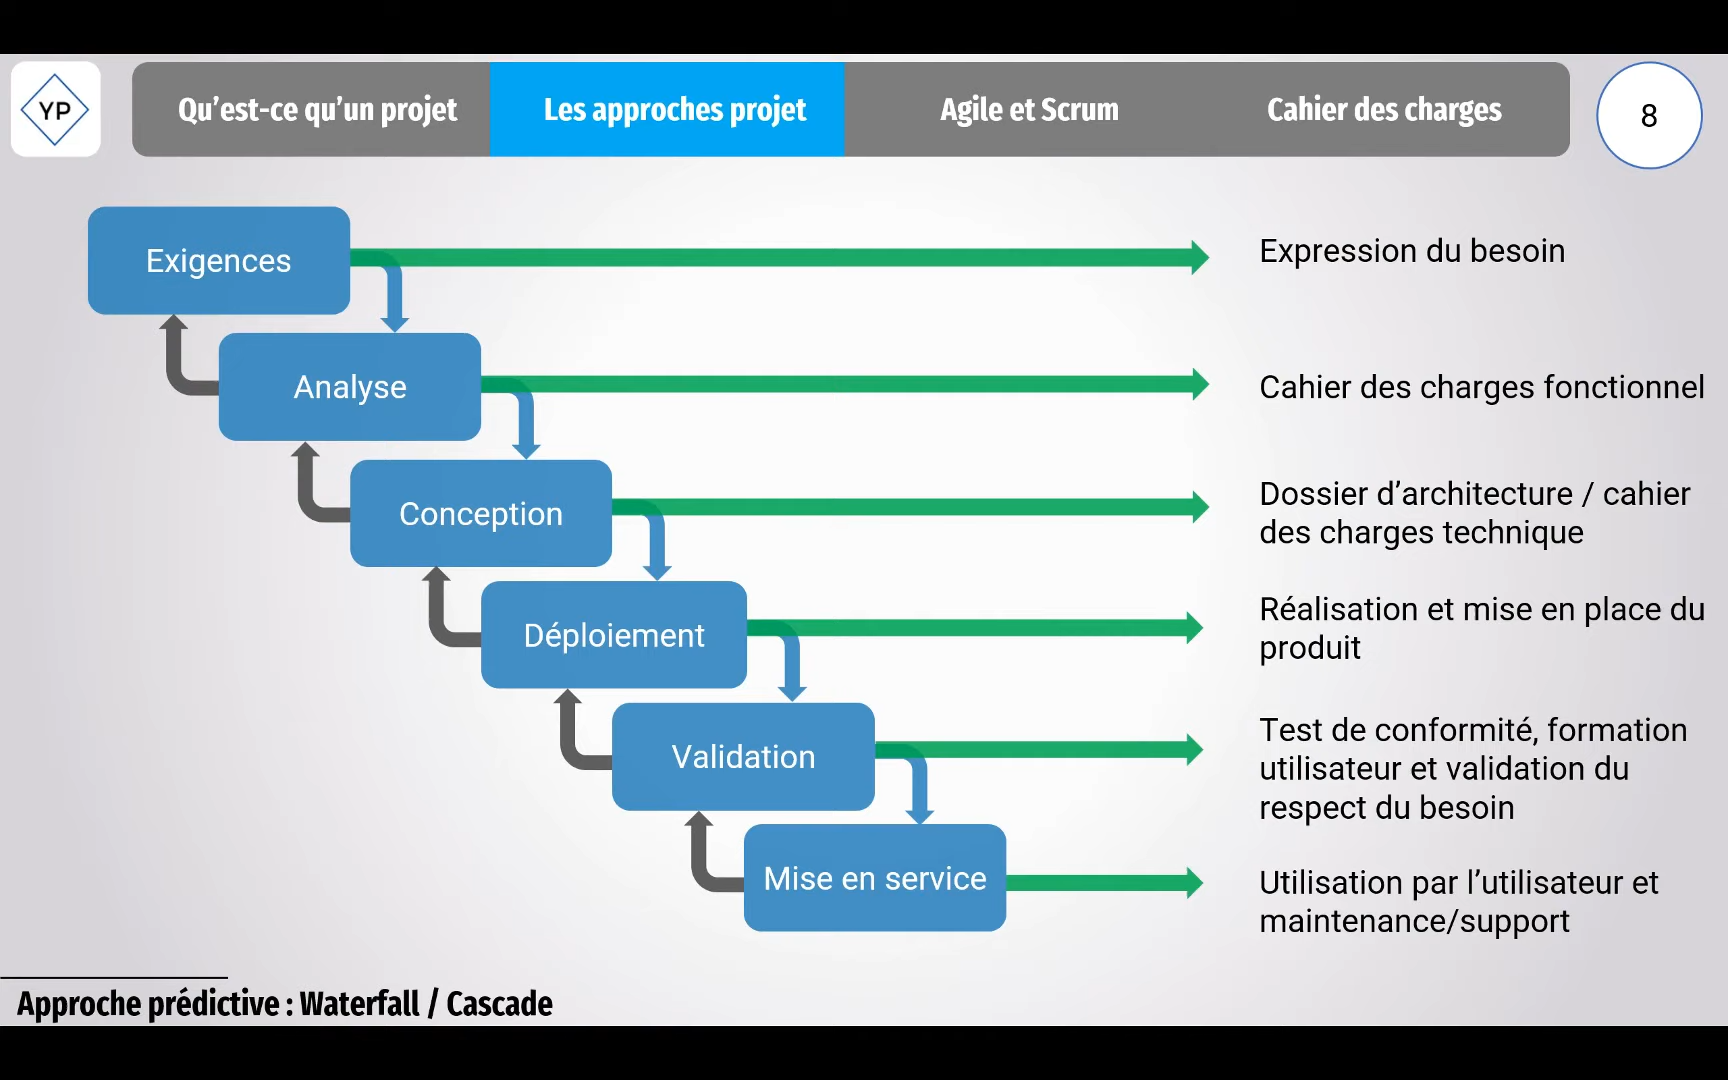 YP
Qu’est-ce qu’un projet
Les approches projet
Agile et Scrum
Cahier des charges
8
Exigences
Expression du besoin
Analyse
Cahier des charges fonctionnel
Conception
Dossier d’architecture / cahier
des charges technique
Déploiement
Réalisation et mise en place du
produit
Validation
Test de conformité, formation
utilisateur et validation du
respect du besoin
Mise en service
Utilisation par l’utilisateur et
maintenance/support
Approche prédictive : Waterfall / Cascade